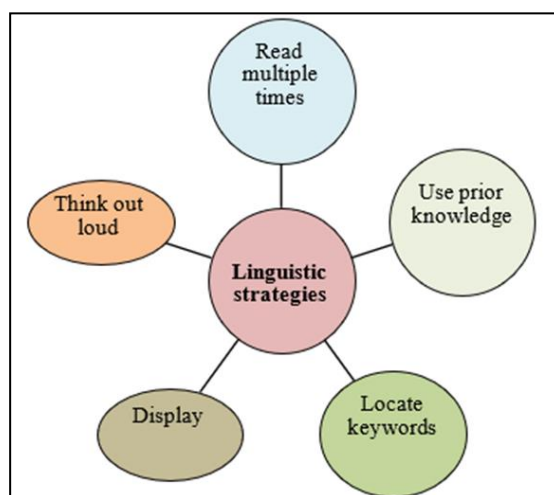 Read
multiple
times
Use prior
knowledge
Think out
loud
Linguistic
strategies
Display
Locate
keywords